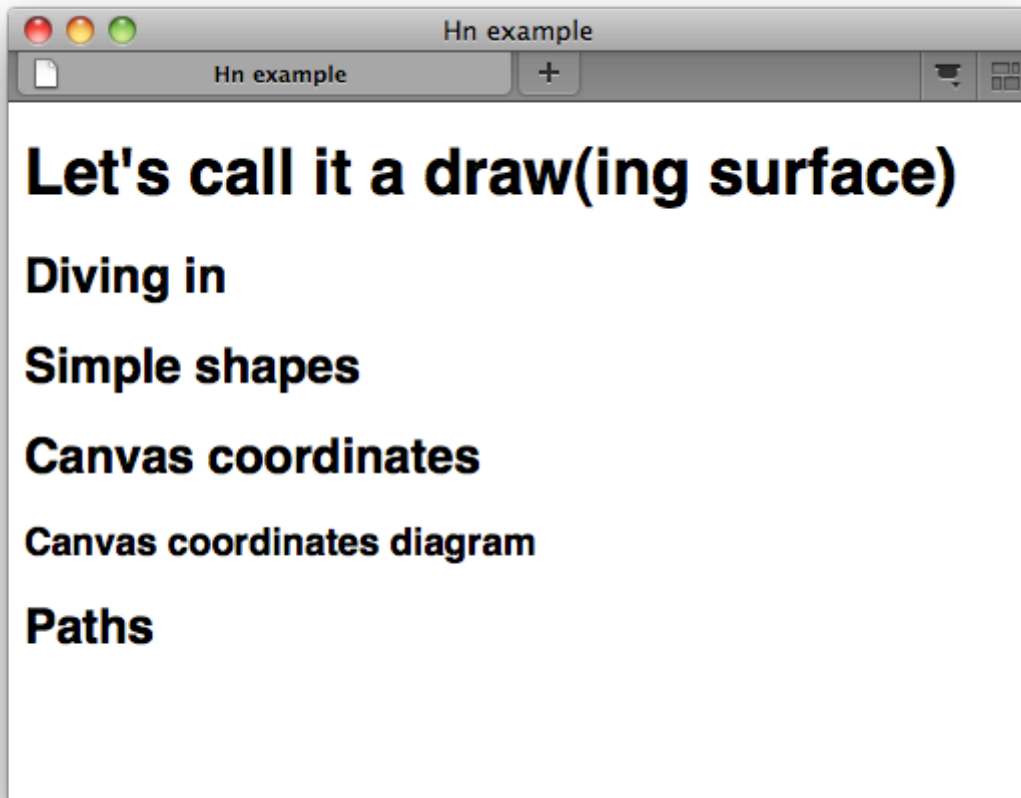 Hn example
Hn example
Let's call it a draw(ing surface)
Diving in
Simple shapes
Canvas coordinates
Canvas coordinates diagram
Paths